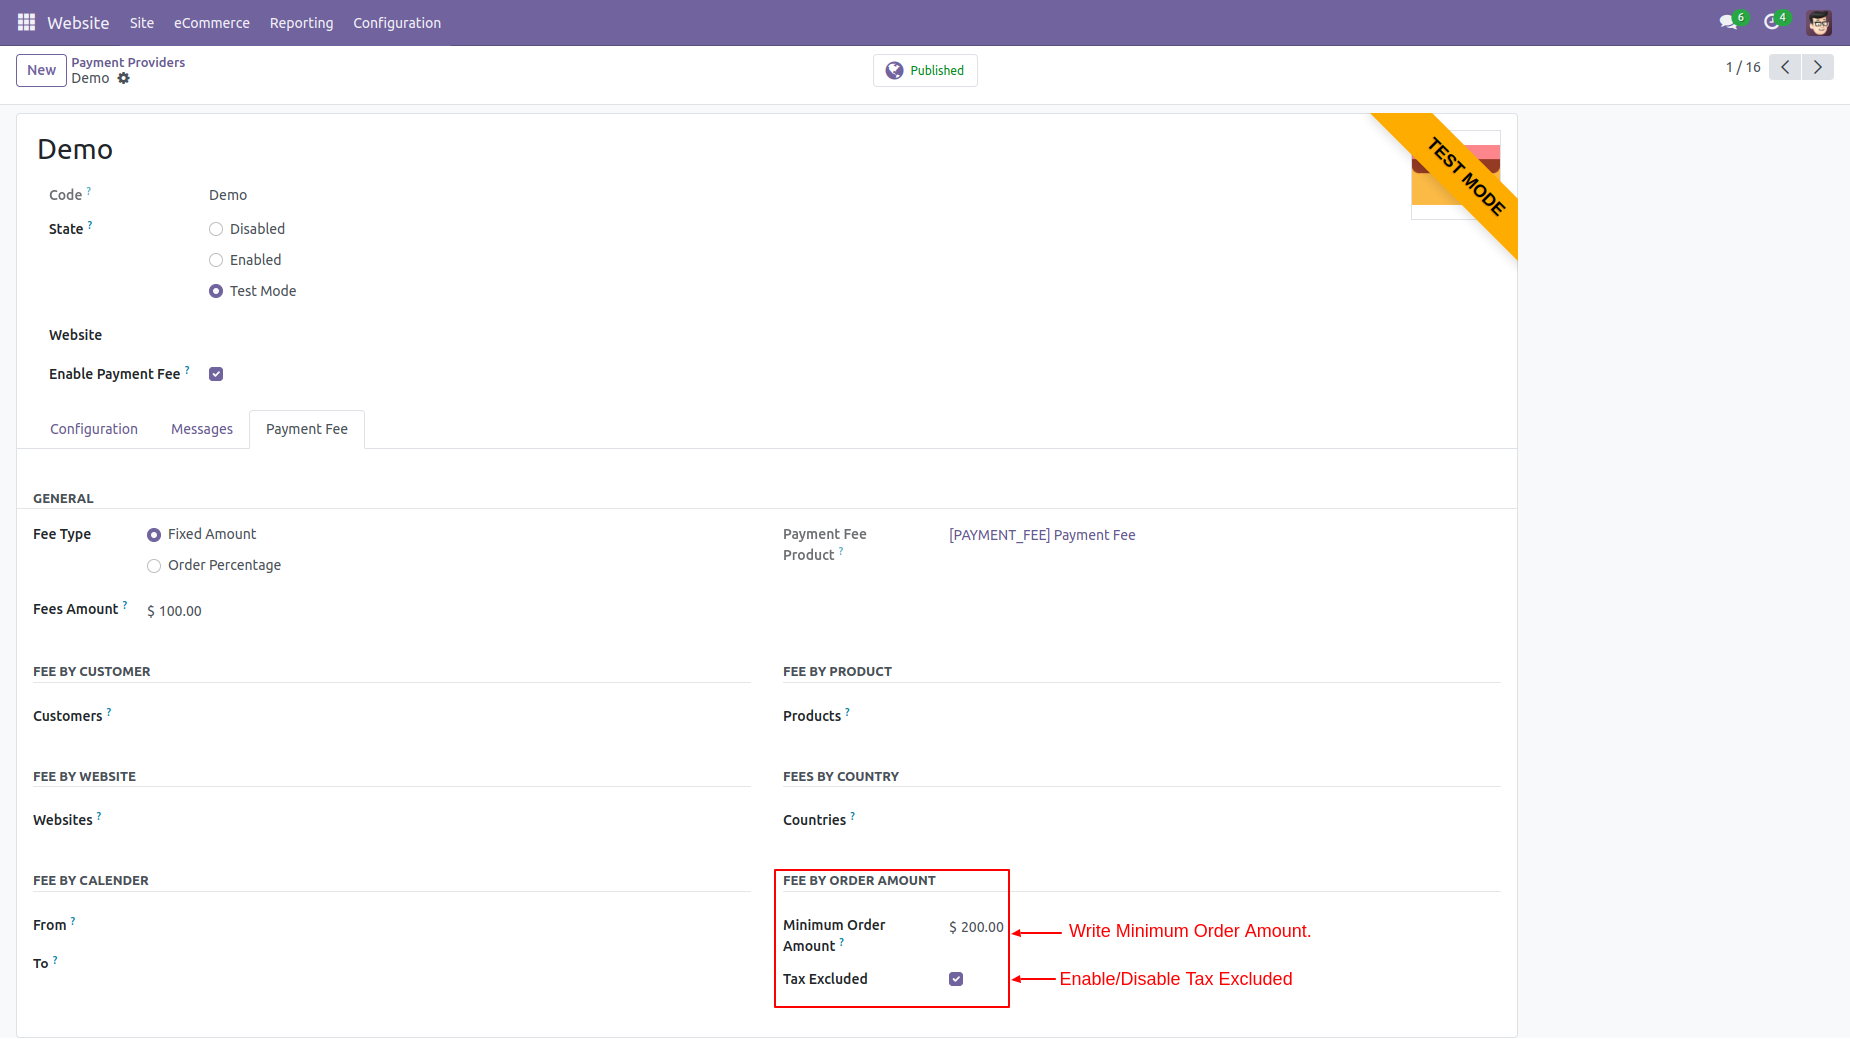 Website Site eCommerce Reporting Configuration 6 4
New Payment Providers
Demo
Published
1 / 16
Demo
TEST MODE
Code ? Demo
State ? Disabled
Enabled
Test Mode
Website
Enable Payment Fee ?
Configuration Messages Payment Fee
GENERAL
Fee Type Fixed Amount
Order Percentage
Payment Fee
Product ?
[PAYMENT_FEE] Payment Fee
Fees Amount ? $ 100.00
FEE BY CUSTOMER FEE BY PRODUCT
Customers ? Products ?
FEE BY WEBSITE FEES BY COUNTRY
Websites ? Countries ?
FEE BY CALENDER FEE BY ORDER AMOUNT
From ?
To ?
Minimum Order
Amount ?
$ 200.00
Write Minimum Order Amount.
Tax Excluded
Enable/Disable Tax Excluded